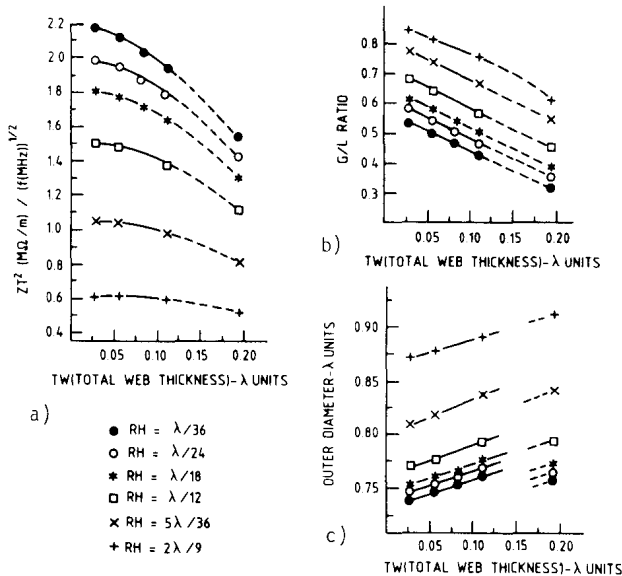 ZT² (MΩ/m) / (f(MHz))^1/2
2.2
2.0
1.8
1.6
1.4
1.2
1.0
0.8
0.6
0.4
0.05 0.10 0.15 0.20
TW(TOTAL WEB THICKNESS)-λ UNITS
a)
RH = λ/36
RH = λ/24
RH = λ/18
RH = λ/12
RH = 5λ/36
RH = 2λ/9
G/L RATIO
0.8
0.7
0.6
0.5
0.4
0.3
0.05 0.10 0.15 0.20
b)
TW(TOTAL WEB THICKNESS)-λ UNITS
OUTER DIAMETER-λ UNITS
0.90
0.85
0.80
0.75
0.05 0.10 0.15 0.20
c)
TW(TOTAL WEB THICKNESS')-λ UNITS